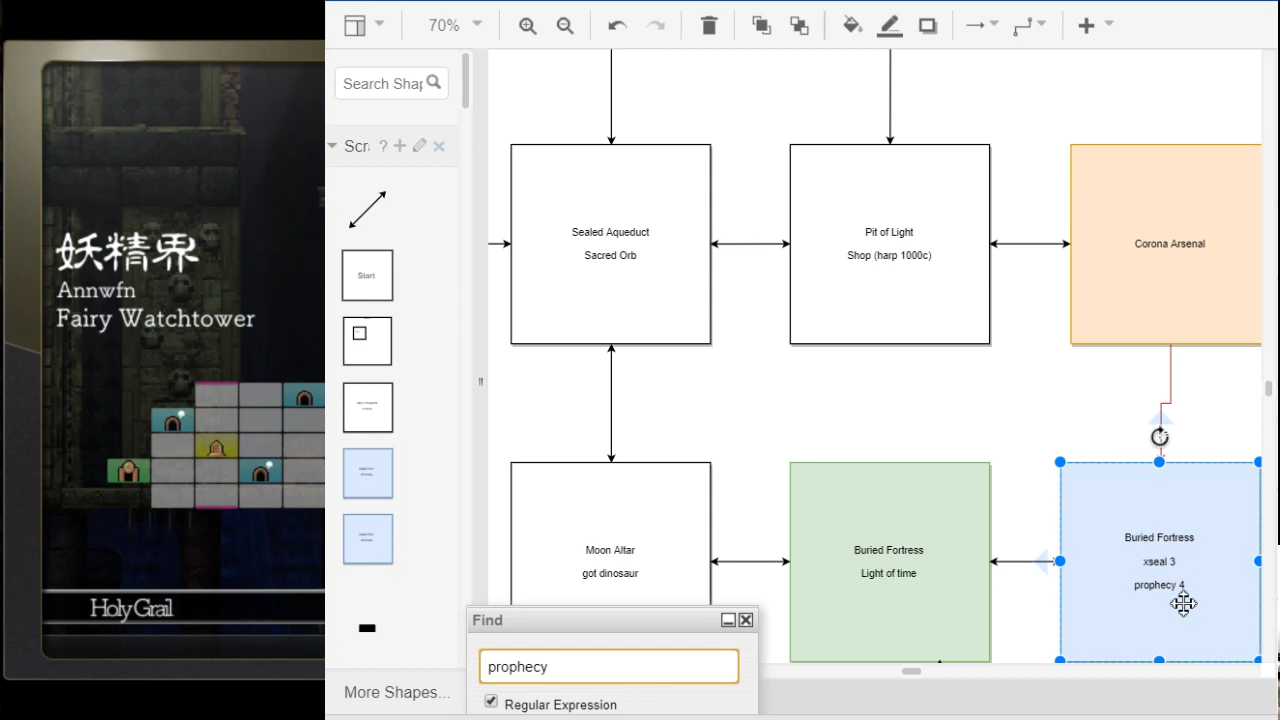 妖精界
Annwfn
Fairy Watchtower
Holy Grail
70%
Search Shap
Scr
?
Start
More Shapes...
Sealed Aqueduct
Sacred Orb
Pit of Light
Shop (harp 1000c)
Corona Arsenal
Moon Altar
got dinosaur
Buried Fortress
Light of time
Buried Fortress
xseal 3
prophecy 4
Find
prophecy
Regular Expression